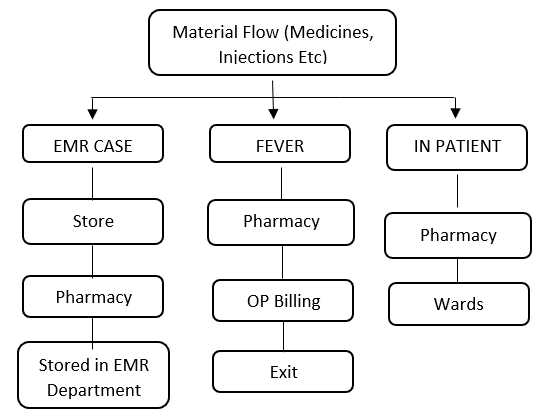 Material Flow (Medicines,
Injections Etc)
EMR CASE
FEVER
IN PATIENT
Store
Pharmacy
Pharmacy
Pharmacy
OP Billing
Wards
Stored in EMR
Department
Exit